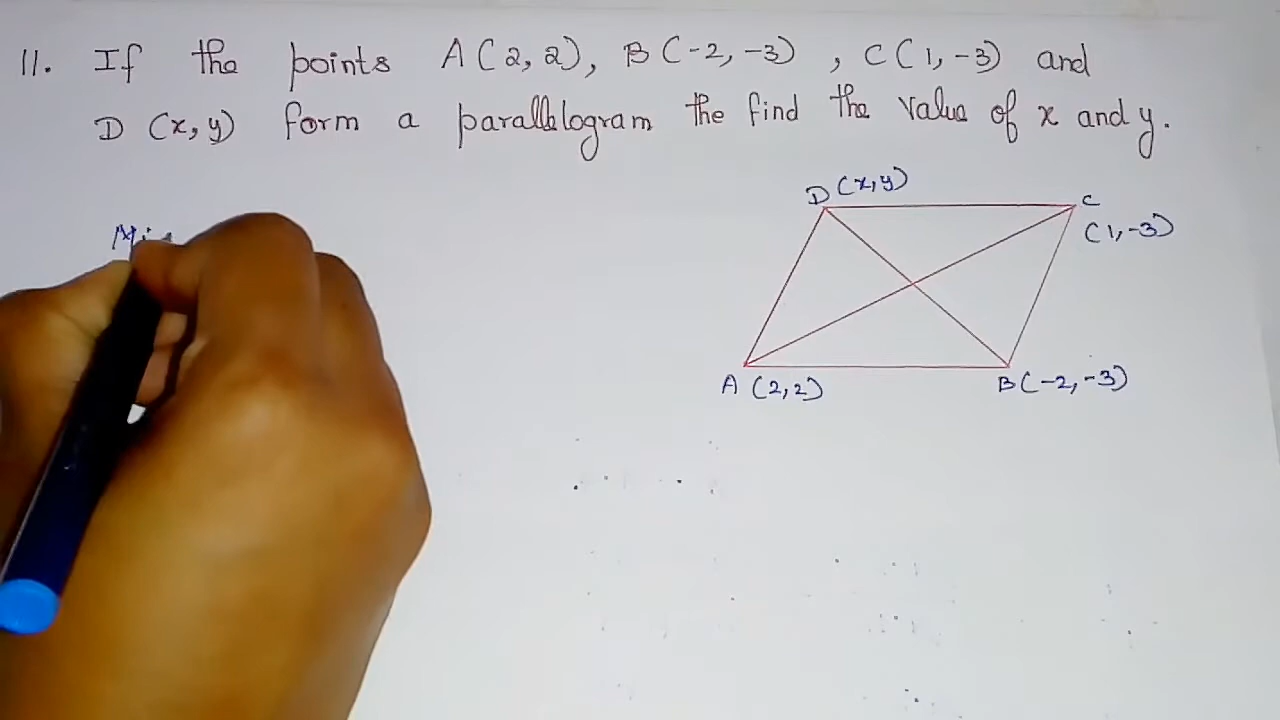 11. If the points A(2, 2), B(-2, -3), C(1, -3) and
D (x, y) form a parallelogram the find the value of x and y.
D (x, y)
C
(1, -3)
A (2, 2)
B (-2, -3)